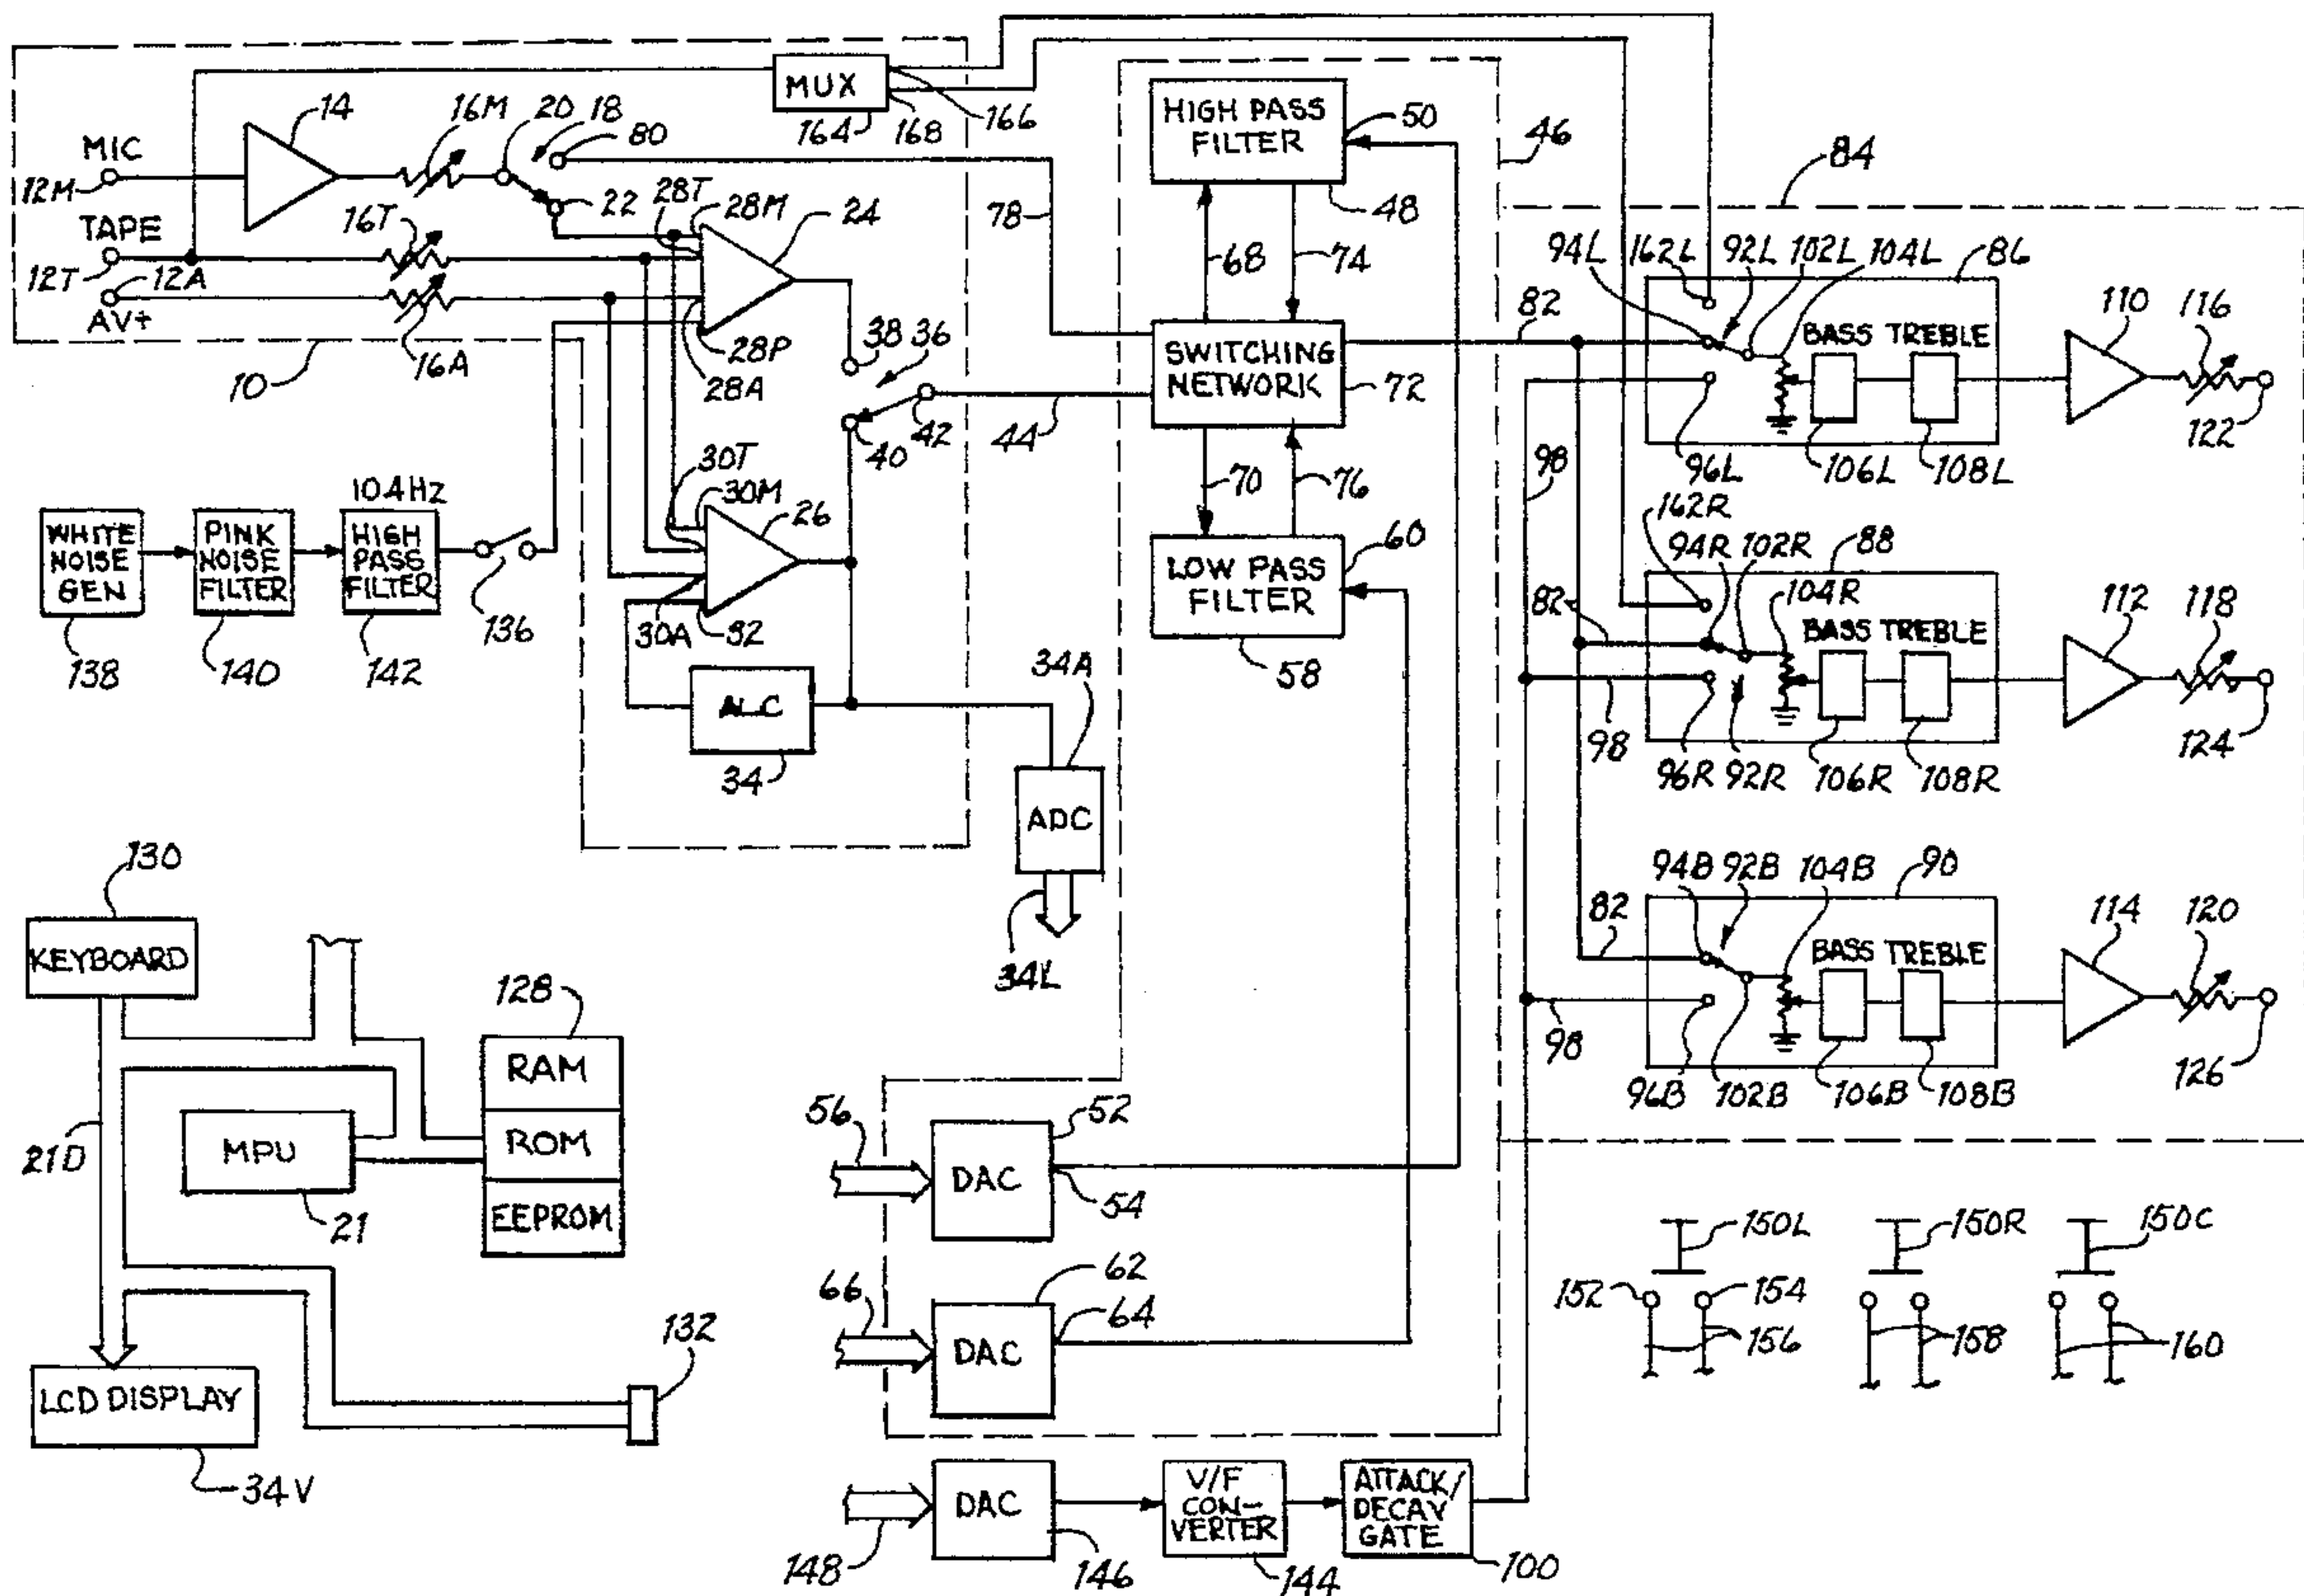 MUX
164
168
166
14
16M
20
18
80
MIC
12M
TAPE
12T
12A
AV+
16T
16A
10
22
28T
28M
24
28P
28A
38
36
42
40
44
78
HIGH PASS
FILTER
50
48
46
68
74
SWITCHING
NETWORK
72
70
76
LOW PASS
FILTER
60
58
82
84
94L
162L
92L
102L
104L
86
BASS TREBLE
96L
106L
108L
110
116
122
98
162R
94R
102R
88
104R
82
BASS TREBLE
98
96R
92R
106R
108R
112
118
124
94B
92B
104B
90
82
BASS TREBLE
98
96B
102B
106B
108B
114
120
126
WHITE
NOISE
GEN
138
PINK
NOISE
FILTER
140
104HZ
HIGH
PASS
FILTER
142
136
30T
30M
26
30A
32
ALC
34
34A
ADC
34L
130
KEYBOARD
128
RAM
ROM
EEPROM
21D
MPU
21
LCD DISPLAY
34V
132
56
DAC
52
54
66
DAC
62
64
148
DAC
146
V/F
CON-
VERTER
144
ATTACK/
DECAY
GATE
100
150L
152
154
156
150R
158
150C
160